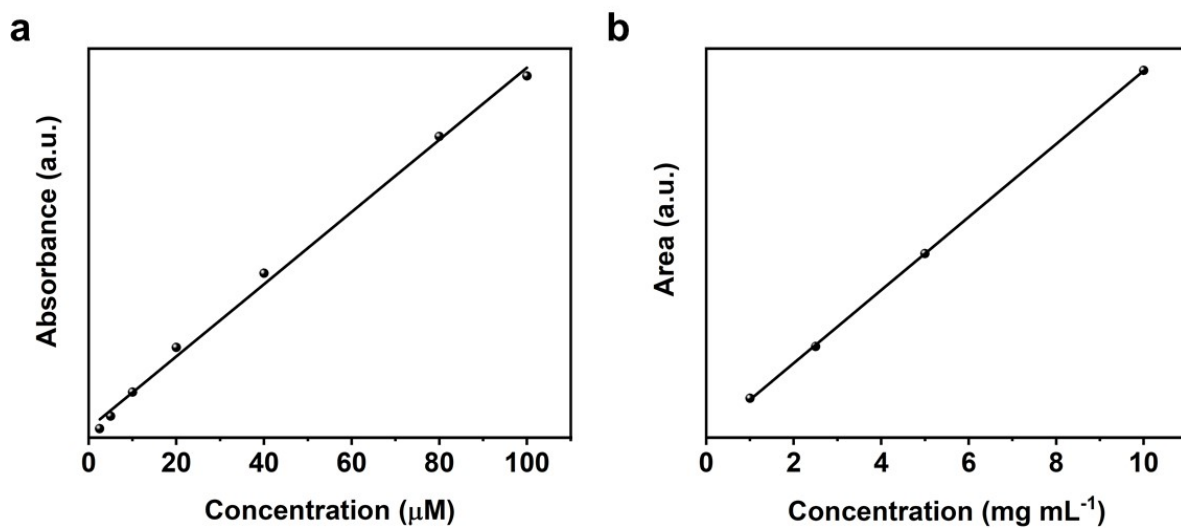 a
Absorbance (a.u.)
0 20 40 60 80 100
Concentration (μM)
b
Area (a.u.)
0 2 4 6 8 10
Concentration (mg mL⁻¹)